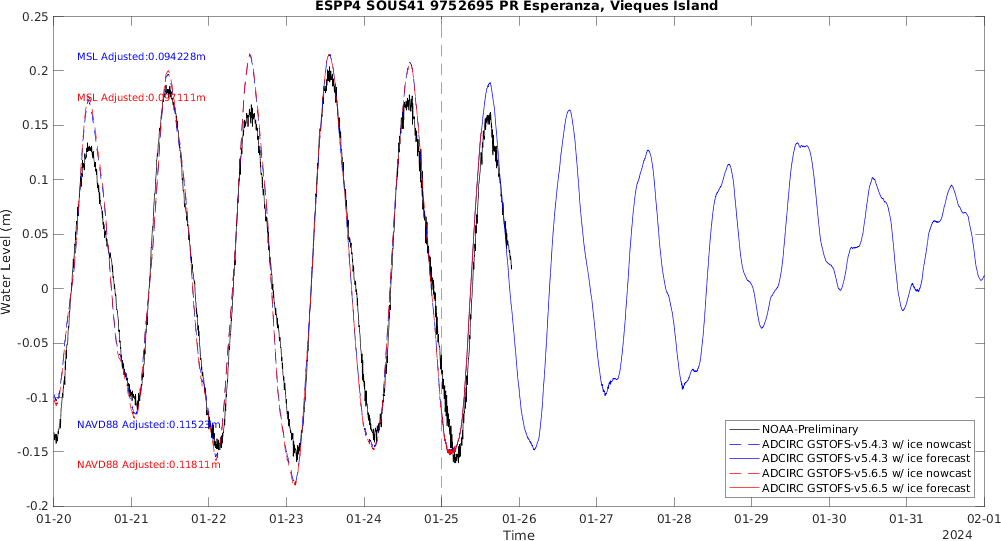 ESPP4 SOUS41 9752695 PR Esperanza, Vieques Island
0.25
0.2
0.15
0.1
0.05
0
-0.05
-0.1
-0.15
-0.2
Water Level (m)
MSL Adjusted:0.094228m
MSL
NAVD88 Adjusted:0.11523m
NAVD88 Adjusted:0.11811m
NOAA-Preliminary
ADCIRC GSTOFS-v5.4.3 w/ ice nowcast
ADCIRC GSTOFS-v5.4.3 w/ ice forecast
ADCIRC GSTOFS-v5.6.5 w/ ice nowcast
ADCIRC GSTOFS-v5.6.5 w/ ice forecast
01-20 01-21 01-22 01-23 01-24 01-25 01-26 01-27 01-28 01-29 01-30 01-31 02-01
Time
2024